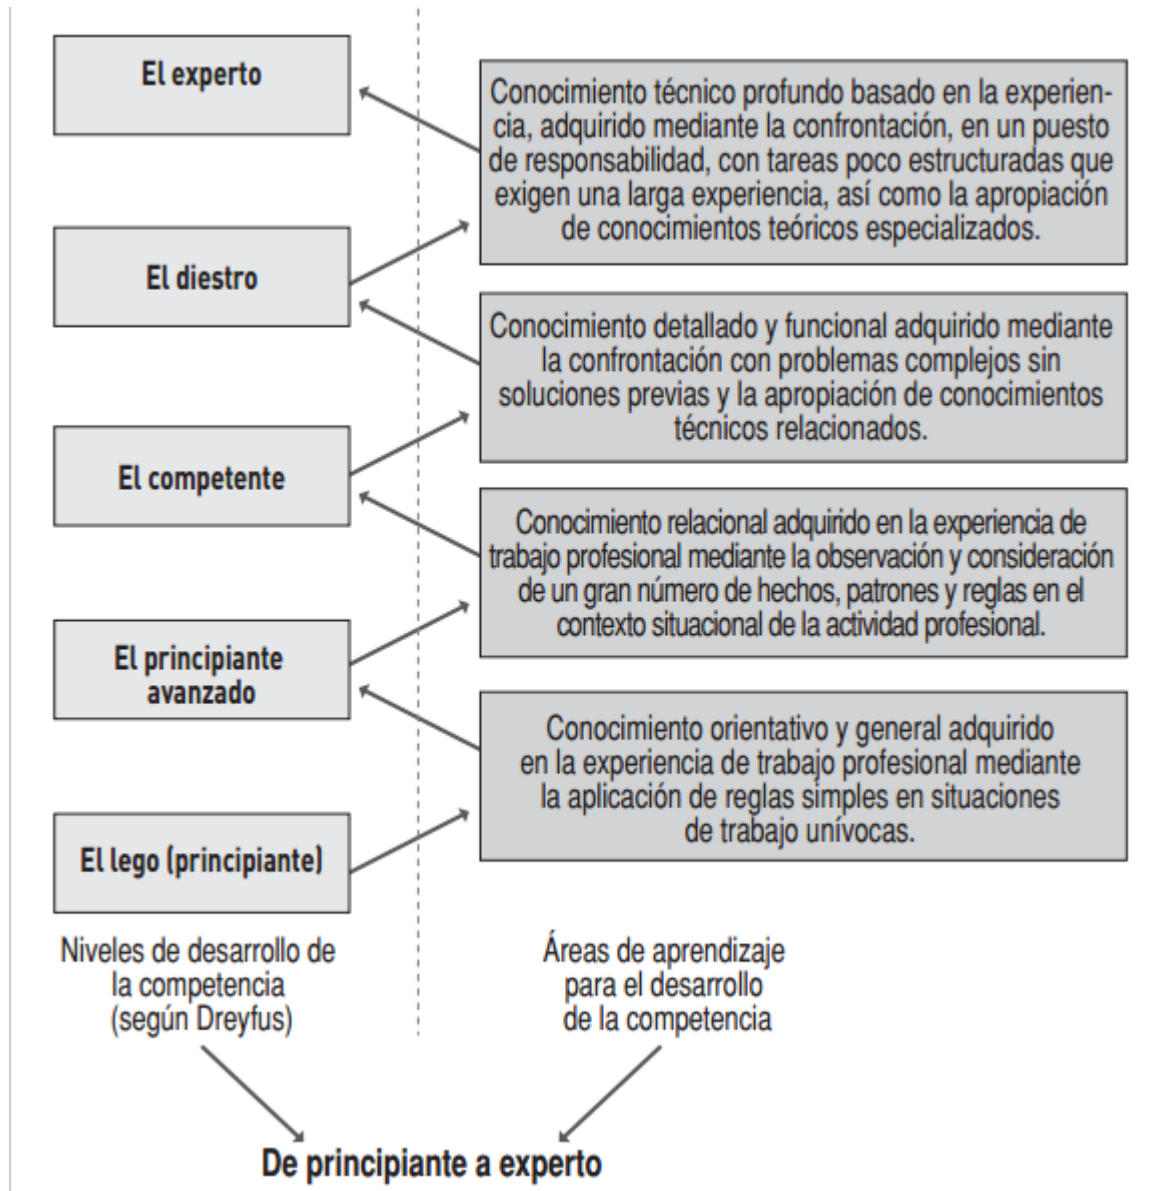 El experto
Conocimiento técnico profundo basado en la experien-
cia, adquirido mediante la confrontación, en un puesto
de responsabilidad, con tareas poco estructuradas que
exigen una larga experiencia, así como la apropiación
de conocimientos teóricos especializados.
El diestro
Conocimiento detallado y funcional adquirido mediante
la confrontación con problemas complejos sin
soluciones previas y la apropiación de conocimientos
técnicos relacionados.
El competente
Conocimiento relacional adquirido en la experiencia de
trabajo profesional mediante la observación y consideración
de un gran número de hechos, patrones y reglas en el
contexto situacional de la actividad profesional.
El principiante
avanzado
Conocimiento orientativo y general adquirido
en la experiencia de trabajo profesional mediante
la aplicación de reglas simples en situaciones
de trabajo unívocas.
El lego (principiante)
Niveles de desarrollo de
la competencia
(según Dreyfus)
Áreas de aprendizaje
para el desarrollo
de la competencia
De principiante a experto